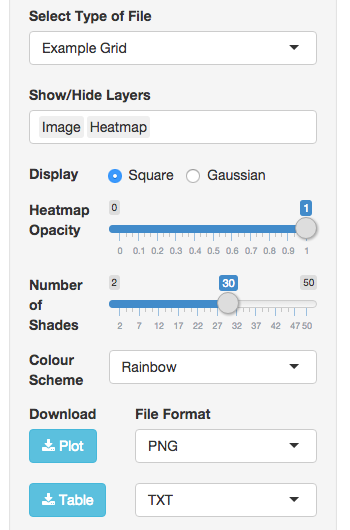 Select Type of File
Example Grid
Show/Hide Layers
Image Heatmap
Display Square Gaussian
Heatmap Opacity
0 1
0 0.1 0.2 0.3 0.4 0.5 0.6 0.7 0.8 0.9 1
Number of Shades
2 30 50
2 7 12 17 22 27 32 37 42 47 50
Colour Scheme
Rainbow
Download File Format
Plot PNG
Table TXT